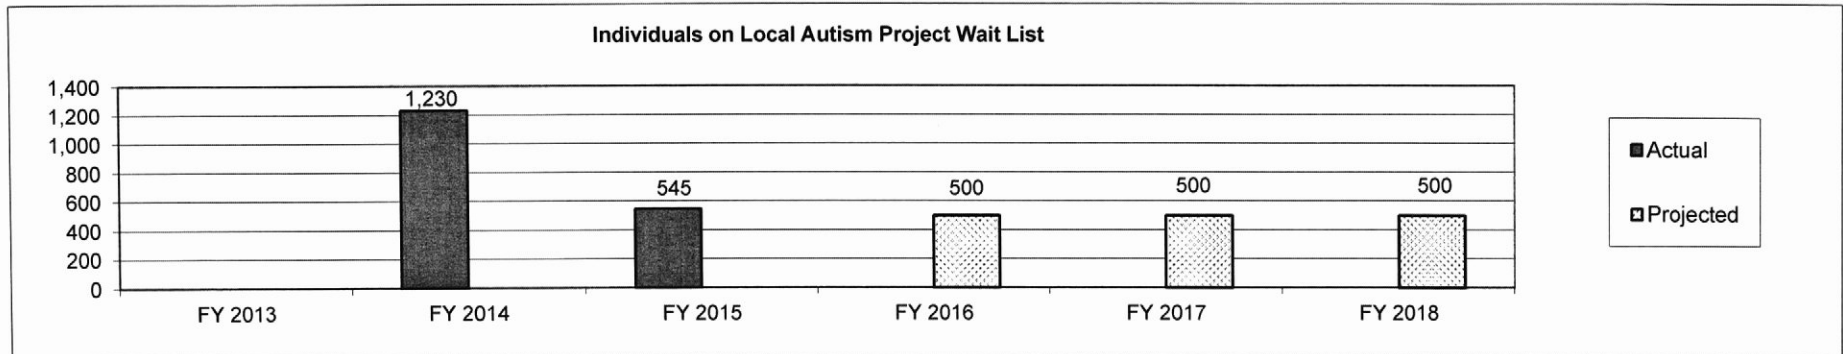 Individuals on Local Autism Project Wait List
1,400
1,200
1,000
800
600
400
200
0
1,230
545
500
500
500
FY 2013
FY 2014
FY 2015
FY 2016
FY 2017
FY 2018
Actual
Projected